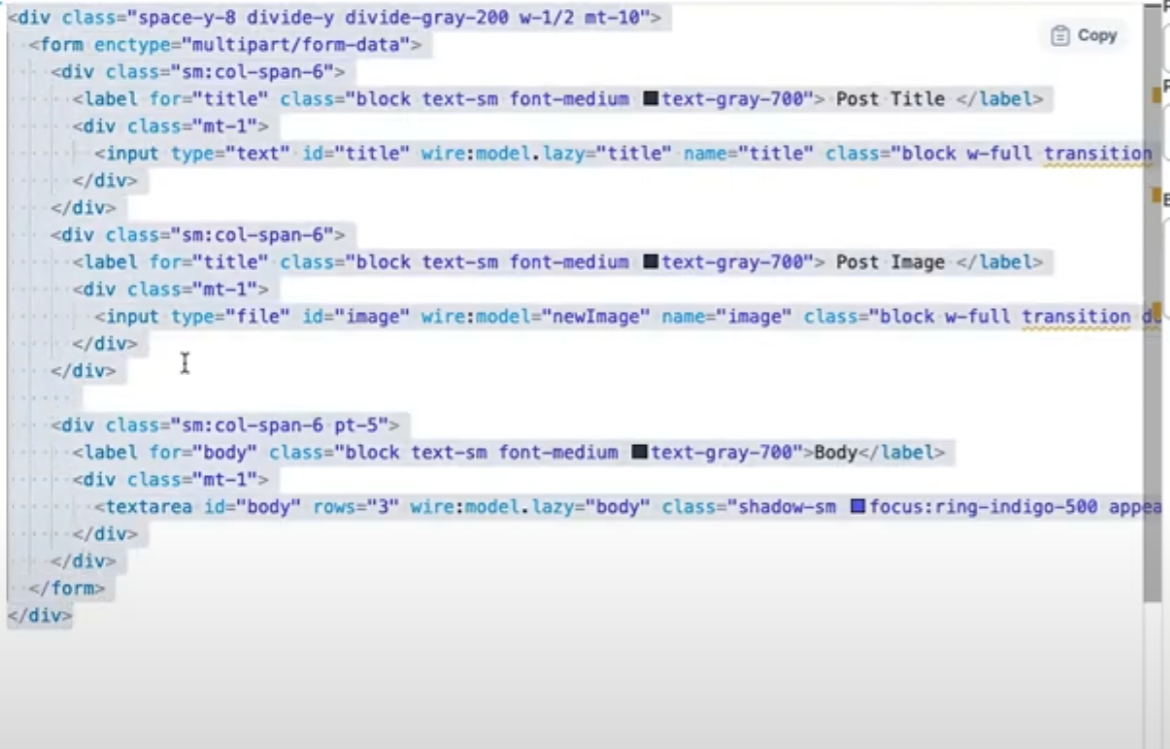 <div class="space-y-8 divide-y divide-gray-200 w-1/2 mt-10">
<form enctype="multipart/form-data">
Copy
<div class="sm:col-span-6">
<label for="title" class="block text-sm font-medium text-gray-700"> Post Title </label>
<div class="mt-1">
<input type="text" id="title" wire:model.lazy="title" name="title" class="block w-full transition
</div>
</div>
<div class="sm:col-span-6">
<label for="title" class="block text-sm font-medium text-gray-700"> Post Image </label>
<div class="mt-1">
<input type="file" id="image" wire:model="newImage" name="image" class="block w-full transition
</div>
</div>
<div class="sm:col-span-6 pt-5">
<label for="body" class="block text-sm font-medium text-gray-700">Body</label>
<div class="mt-1">
<textarea id="body" rows="3" wire:model.lazy="body" class="shadow-sm focus:ring-indigo-500 appea
</div>
</div>
</form>
</div>